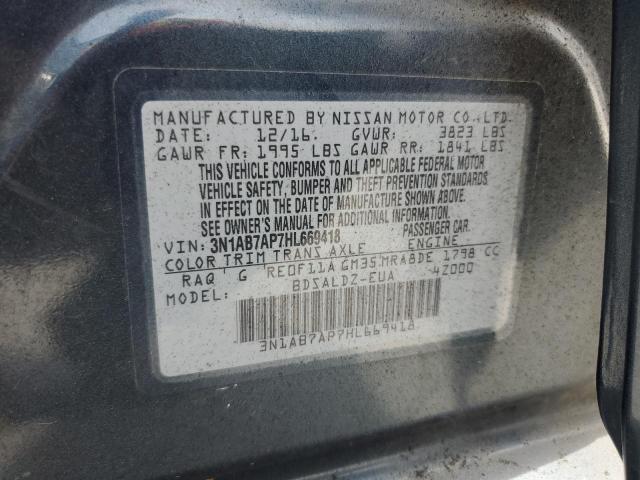 MANUFACTURED BY NISSAN MOTOR CO.,LTD.
DATE: 12/16. GVWR: 3823 LBS
GAWR FR: 1995 LBS GAWR RR: 1841 LBS
THIS VEHICLE CONFORMS TO ALL APPLICABLE FEDERAL MOTOR
VEHICLE SAFETY, BUMPER AND THEFT PREVENTION STANDARDS
IN EFFECT ON THE DATE OF MANUFACTURE SHOWN ABOVE.
SEE OWNER'S MANUAL FOR ADDITIONAL INFORMATION.
VIN: 3N1AB7AP7HL669418 PASSENGER CAR.
COLOR TRIM TRANS AXLE ENGINE
RAQ G RE0F11A GM35 MRA8DE 1798 CC
MODEL: BDSALDZ-EUA 4Z000
3N1AB7AP7HL669418